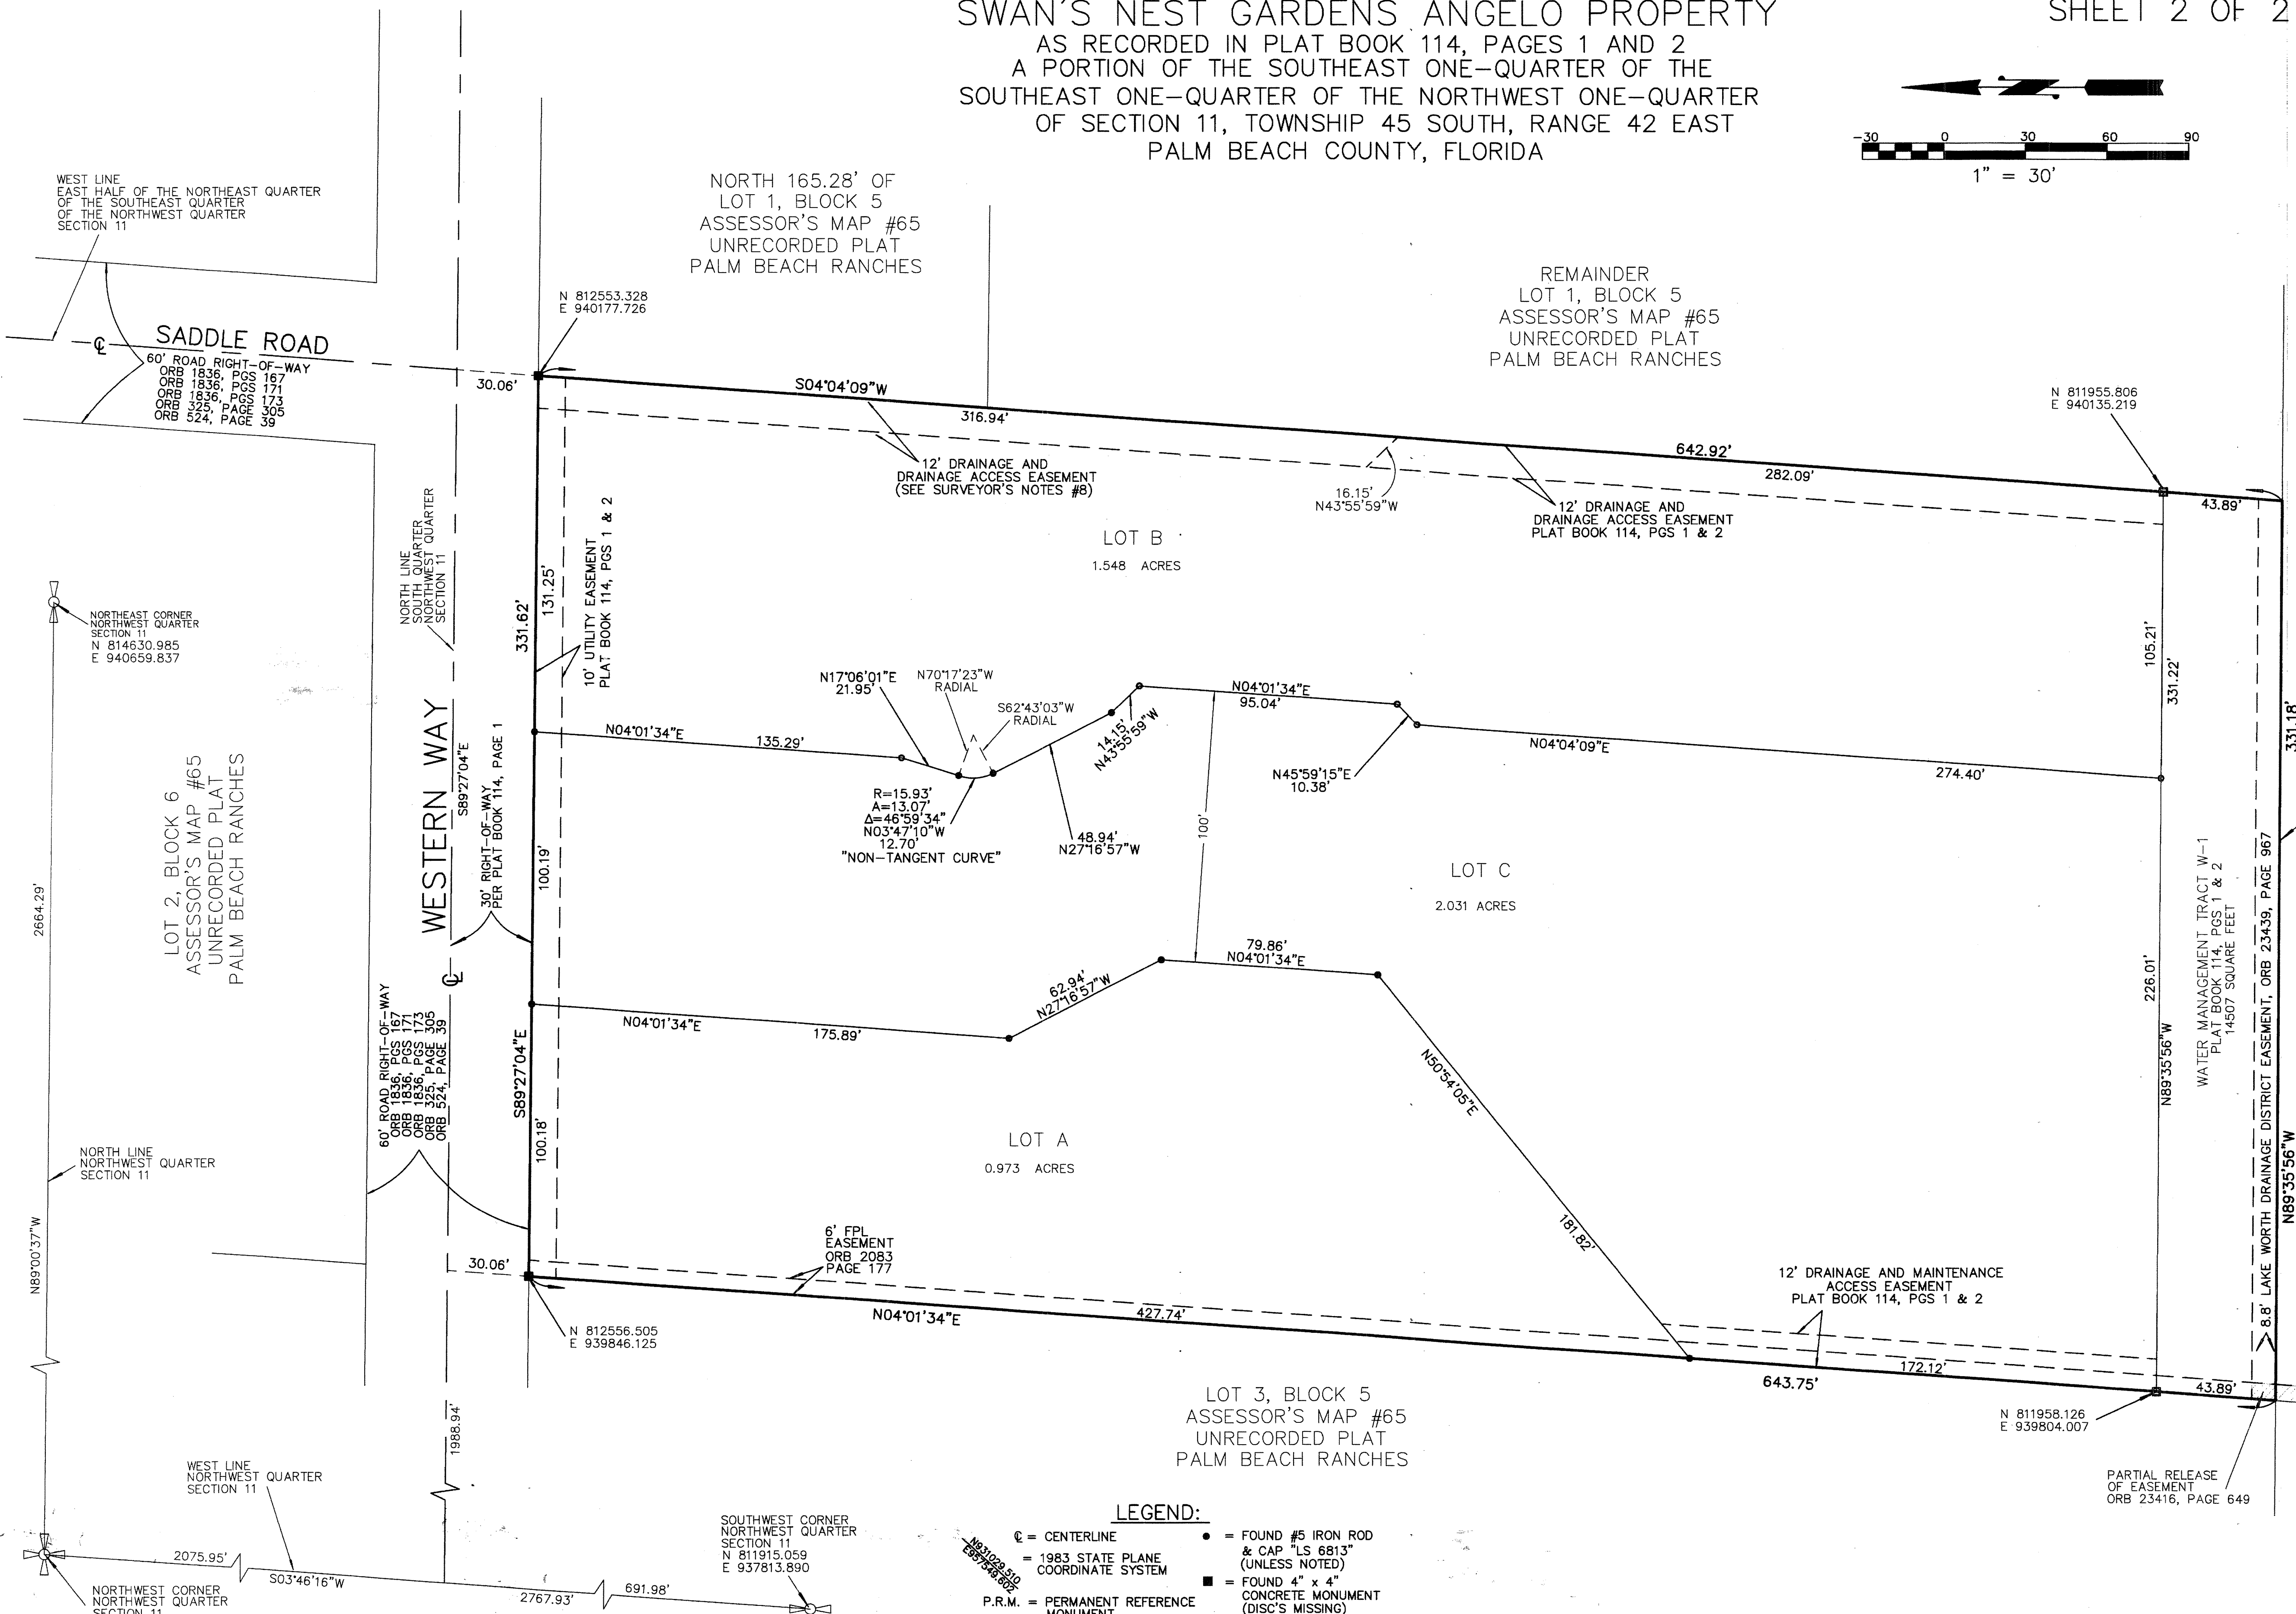 SWAN'S NEST GARDENS ANGELO PROPERTY
AS RECORDED IN PLAT BOOK 114, PAGES 1 AND 2
A PORTION OF THE SOUTHEAST ONE-QUARTER OF THE
SOUTHEAST ONE-QUARTER OF THE NORTHWEST ONE-QUARTER
OF SECTION 11, TOWNSHIP 45 SOUTH, RANGE 42 EAST
PALM BEACH COUNTY, FLORIDA
SHEET 2 OF 2
-30 0 30 60 90
1" = 30'
WEST LINE
EAST HALF OF THE NORTHEAST QUARTER
OF THE SOUTHEAST QUARTER
OF THE NORTHWEST QUARTER
SECTION 11
NORTH 165.28' OF
LOT 1, BLOCK 5
ASSESSOR'S MAP #65
UNRECORDED PLAT
PALM BEACH RANCHES
REMAINDER
LOT 1, BLOCK 5
ASSESSOR'S MAP #65
UNRECORDED PLAT
PALM BEACH RANCHES
N 812553.328
E 940177.726
℄ SADDLE ROAD
60' ROAD RIGHT-OF-WAY
ORB 1836, PGS 167
ORB 1836, PGS 171
ORB 1836, PGS 173
ORB 325, PAGE 305
ORB 524, PAGE 39
30.06'
S04°04'09"W
316.94'
642.92'
282.09'
43.89'
N 811955.806
E 940135.219
12' DRAINAGE AND
DRAINAGE ACCESS EASEMENT
(SEE SURVEYOR'S NOTES #8)
16.15'
N43°55'59"W
12' DRAINAGE AND
DRAINAGE ACCESS EASEMENT
PLAT BOOK 114, PGS 1 & 2
LOT B
1.548 ACRES
10' UTILITY EASEMENT
PLAT BOOK 114, PGS 1 & 2
131.25'
331.62'
NORTH LINE
SOUTH QUARTER
NORTHWEST QUARTER
SECTION 11
NORTHEAST CORNER
NORTHWEST QUARTER
SECTION 11
N 814630.985
E 940659.837
105.21'
331.22'
331.18'
N17°06'01"E
21.95'
N70°17'23"W
RADIAL
S62°43'03"W
RADIAL
14.15'
N43°55'59"W
N04°01'34"E
95.04'
N04°01'34"E
135.29'
N45°59'15"E
10.38'
N04°04'09"E
274.40'
R=15.93'
A=13.07'
Δ=46°59'34"
N03°47'10"W
12.70'
"NON-TANGENT CURVE"
48.94'
N27°16'57"W
100'
LOT C
2.031 ACRES
WESTERN WAY
S89°27'04"E
30' RIGHT-OF-WAY
PER PLAT BOOK 114, PAGE 1
100.19'
℄
LOT 2, BLOCK 6
ASSESSOR'S MAP #65
UNRECORDED PLAT
PALM BEACH RANCHES
2664.29'
79.86'
N04°01'34"E
62.94'
N27°16'57"W
N04°01'34"E
175.89'
226.01'
N89°35'56"W
WATER MANAGEMENT TRACT W-1
PLAT BOOK 114, PGS 1 & 2
14507 SQUARE FEET
8.8' LAKE WORTH DRAINAGE DISTRICT EASEMENT, ORB 23439, PAGE 967
N89°35'56"W
60' ROAD RIGHT-OF-WAY
ORB 1836, PGS 167
ORB 1836, PGS 171
ORB 1836, PGS 173
ORB 325, PAGE 305
ORB 524, PAGE 39
S89°27'04"E
100.18'
N50°54'05"E
181.82'
LOT A
0.973 ACRES
NORTH LINE
NORTHWEST QUARTER
SECTION 11
N89°00'37"W
6' FPL
EASEMENT
ORB 2083
PAGE 177
30.06'
12' DRAINAGE AND MAINTENANCE
ACCESS EASEMENT
PLAT BOOK 114, PGS 1 & 2
N04°01'34"E
427.74'
172.12'
643.75'
43.89'
N 812556.505
E 939846.125
LOT 3, BLOCK 5
ASSESSOR'S MAP #65
UNRECORDED PLAT
PALM BEACH RANCHES
N 811958.126
E 939804.007
PARTIAL RELEASE
OF EASEMENT
ORB 23416, PAGE 649
1988.94'
WEST LINE
NORTHWEST QUARTER
SECTION 11
2075.95'
S03°46'16"W
2767.93'
691.98'
SOUTHWEST CORNER
NORTHWEST QUARTER
SECTION 11
N 811915.059
E 937813.890
NORTHWEST CORNER
NORTHWEST QUARTER
SECTION 11
LEGEND:
℄ = CENTERLINE
N931029.510
E957549.602
= 1983 STATE PLANE
COORDINATE SYSTEM
P.R.M. = PERMANENT REFERENCE
MONUMENT
● = FOUND #5 IRON ROD
& CAP "LS 6813"
(UNLESS NOTED)
■ = FOUND 4" x 4"
CONCRETE MONUMENT
(DISC'S MISSING)